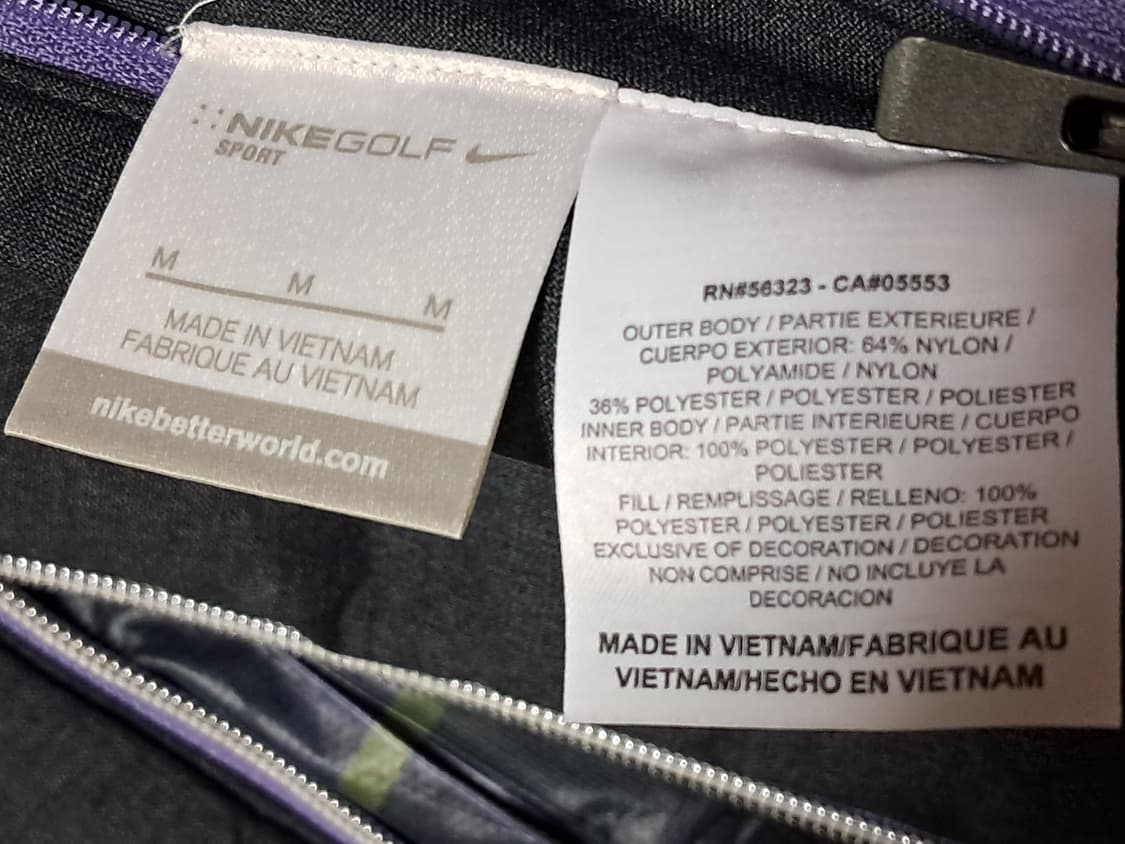 NIKEGOLF
SPORT
M
M
M
MADE IN VIETNAM
FABRIQUE AU VIETNAM
nikebetterworld.com
RN#56323 - CA#05553
OUTER BODY / PARTIE EXTERIEURE /
CUERPO EXTERIOR: 64% NYLON /
POLYAMIDE / NYLON
36% POLYESTER / POLYESTER / POLIESTER
INNER BODY / PARTIE INTERIEURE / CUERPO
INTERIOR: 100% POLYESTER / POLYESTER /
POLIESTER
FILL / REMPLISSAGE / RELLENO: 100%
POLYESTER / POLYESTER / POLIESTER
EXCLUSIVE OF DECORATION / DECORATION
NON COMPRISE / NO INCLUYE LA
DECORACION
MADE IN VIETNAM/FABRIQUE AU
VIETNAM/HECHO EN VIETNAM